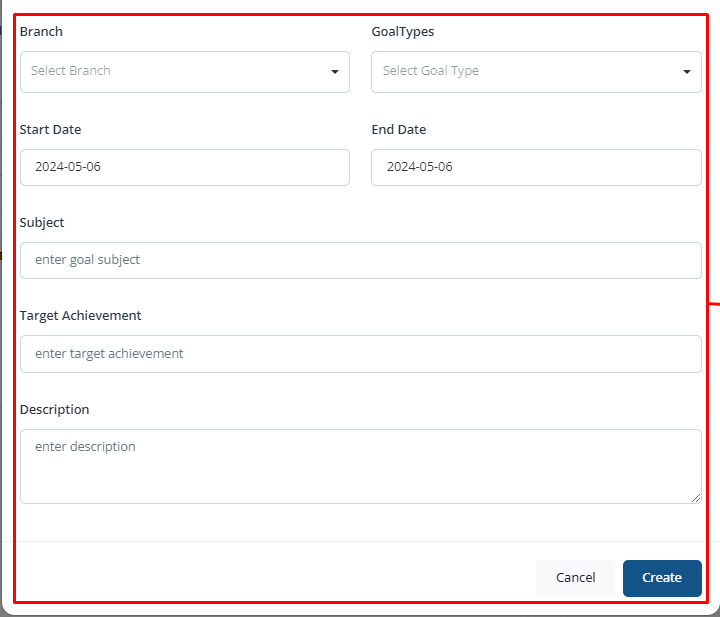 Branch GoalTypes
Select Branch Select Goal Type
Start Date End Date
2024-05-06 2024-05-06
Subject
enter goal subject
Target Achievement
enter target achievement
Description
enter description
Cancel Create